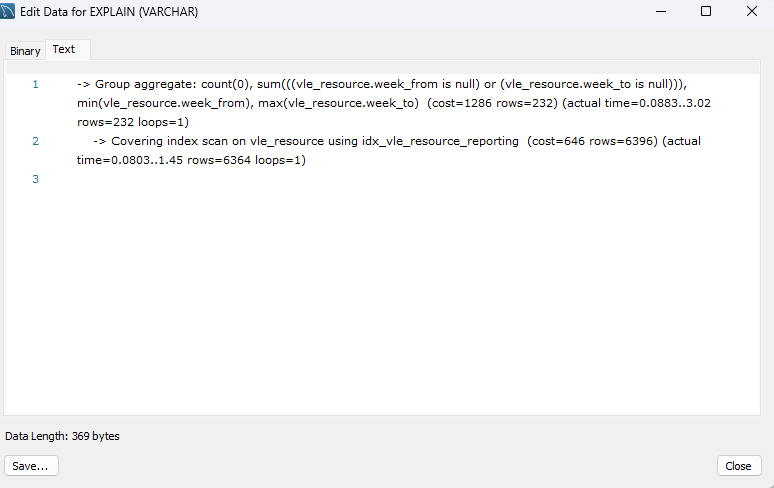 Edit Data for EXPLAIN (VARCHAR)
Binary
Text
1 -> Group aggregate: count(0), sum(((vle_resource.week_from is null) or (vle_resource.week_to is null))),
min(vle_resource.week_from), max(vle_resource.week_to)  (cost=1286 rows=232) (actual time=0.0883..3.02
rows=232 loops=1)
2     -> Covering index scan on vle_resource using idx_vle_resource_reporting  (cost=646 rows=6396) (actual
time=0.0803..1.45 rows=6364 loops=1)
3
Data Length: 369 bytes
Save...
Close